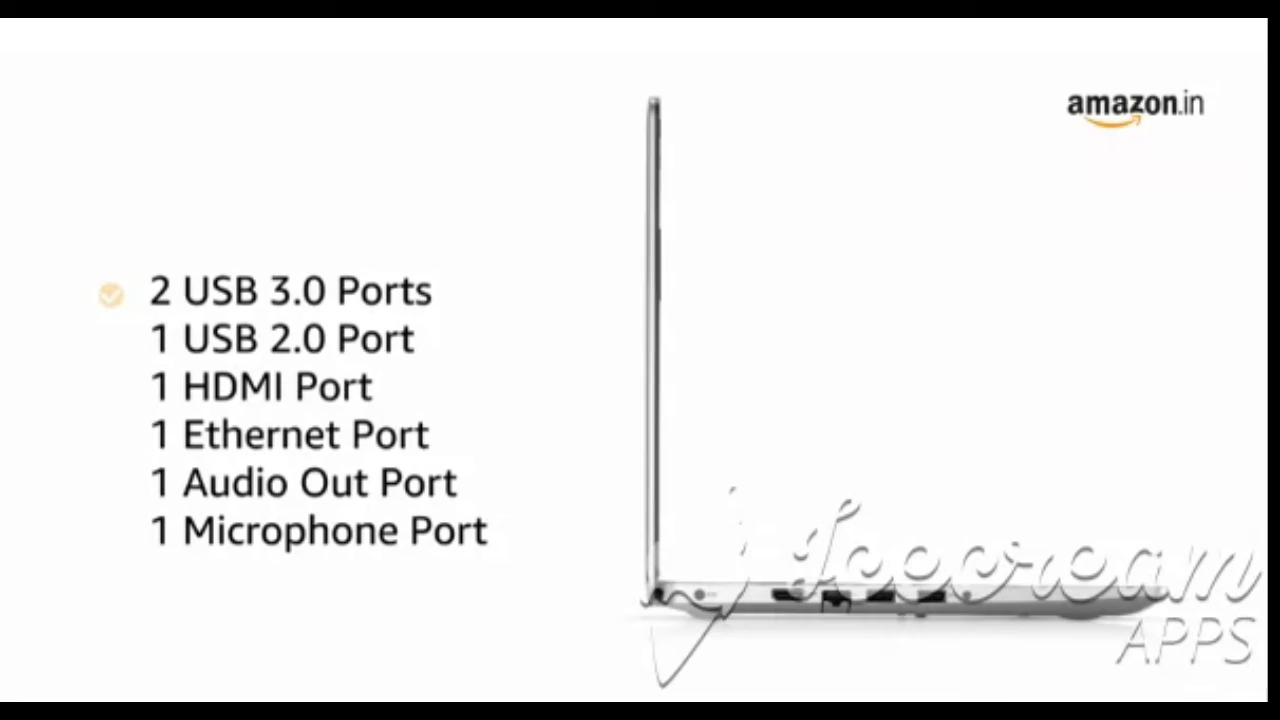 amazon.in
2 USB 3.0 Ports
1 USB 2.0 Port
1 HDMI Port
1 Ethernet Port
1 Audio Out Port
1 Microphone Port
APPS